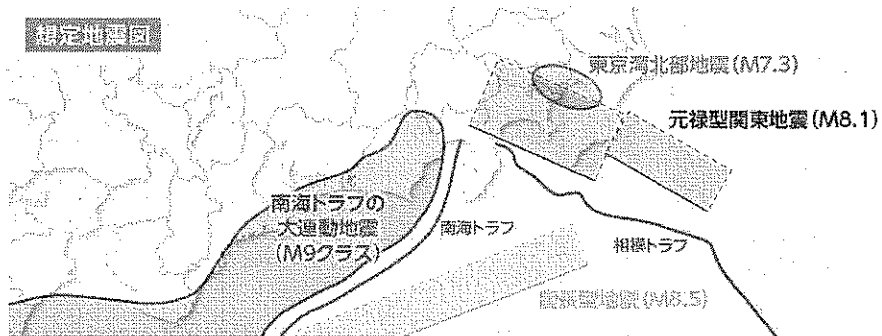 想定地震図
東京湾北部地震(M7.3)
元禄型関東地震(M8.1)
南海トラフの
大連動地震
(M9クラス)
南海トラフ
相模トラフ
慶長型地震(M8.5)